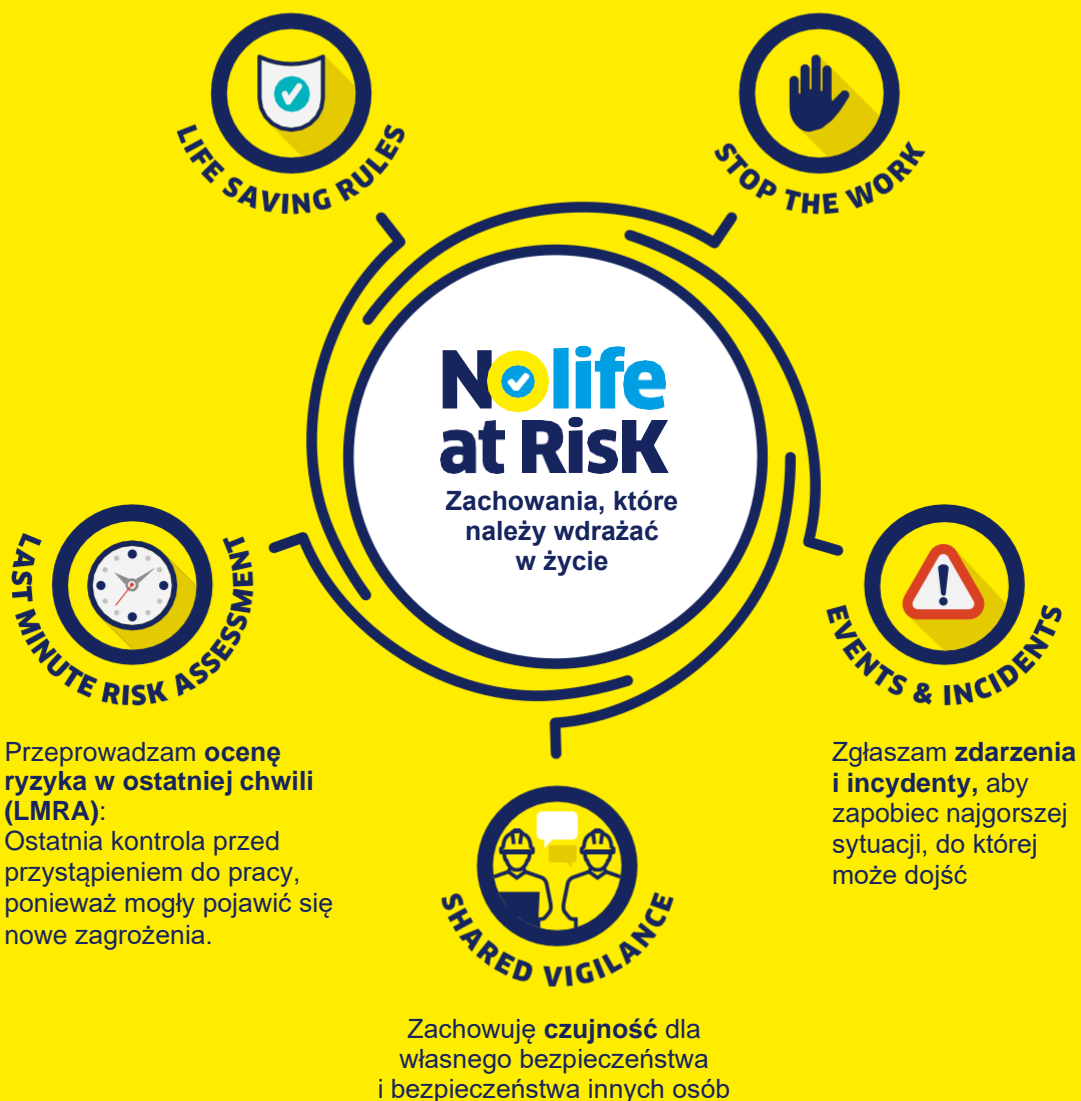 LIFE SAVING RULES
STOP THE WORK
No life
at RisK
Zachowania, które
należy wdrażać
w życie
LAST MINUTE RISK ASSESSMENT
EVENTS & INCIDENTS
Przeprowadzam ocenę
ryzyka w ostatniej chwili
(LMRA):
Ostatnia kontrola przed
przystąpieniem do pracy,
ponieważ mogły pojawić się
nowe zagrożenia.
Zgłaszam zdarzenia
i incydenty, aby
zapobiec najgorszej
sytuacji, do której
może dojść
SHARED VIGILANCE
Zachowuję czujność dla
własnego bezpieczeństwa
i bezpieczeństwa innych osób